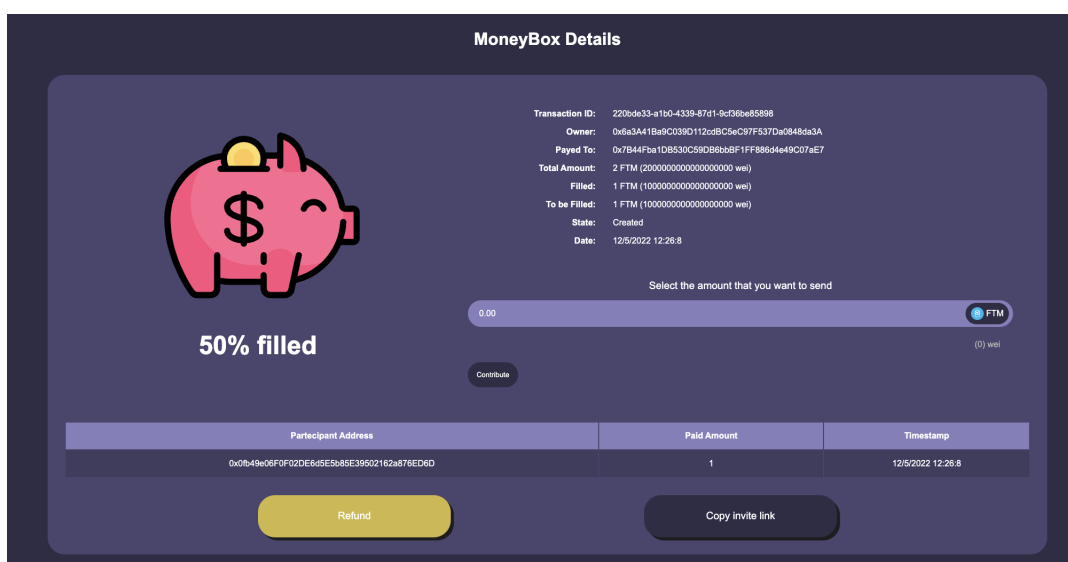 MoneyBox Details
Transaction ID: 220bde33-a1b0-4339-87d1-9cf36be85898
Owner: 0x6a3A41Ba9C039D112cdBC5eC97F537Da0848da3A
Payed To: 0x7B44Fba1DB530C59DB6bbBF1FF886d4e49C07aE7
Total Amount: 2 FTM (2000000000000000000 wei)
Filled: 1 FTM (1000000000000000000 wei)
To be Filled: 1 FTM (1000000000000000000 wei)
State: Created
Date: 12/5/2022 12:26:8
$
Select the amount that you want to send
0.00 FTM
50% filled
(0) wei
Contribute
Partecipant Address Paid Amount Timestamp
0x0fb49e06F0F02DE6d5E5b85E39502162a876ED6D 1 12/5/2022 12:26:8
Refund Copy invite link